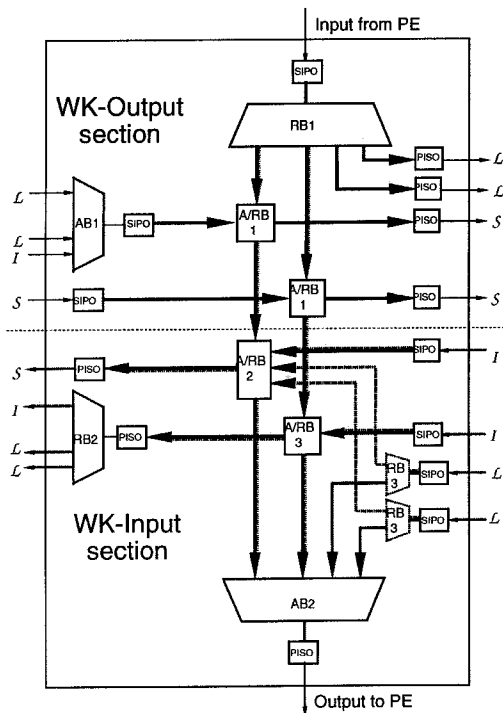 Input from PE
SIPO
WK-Output
section
RB1
PISO
ℒ
PISO
ℒ
ℒ
AB1
SIPO
A/RB
1
PISO
S
ℒ
I
S
SIPO
A/RB
1
PISO
S
S
PISO
A/RB
2
SIPO
I
I
RB2
PISO
A/RB
3
SIPO
I
ℒ
ℒ
RB
3
SIPO
ℒ
WK-Input
section
RB
3
SIPO
ℒ
AB2
PISO
Output to PE